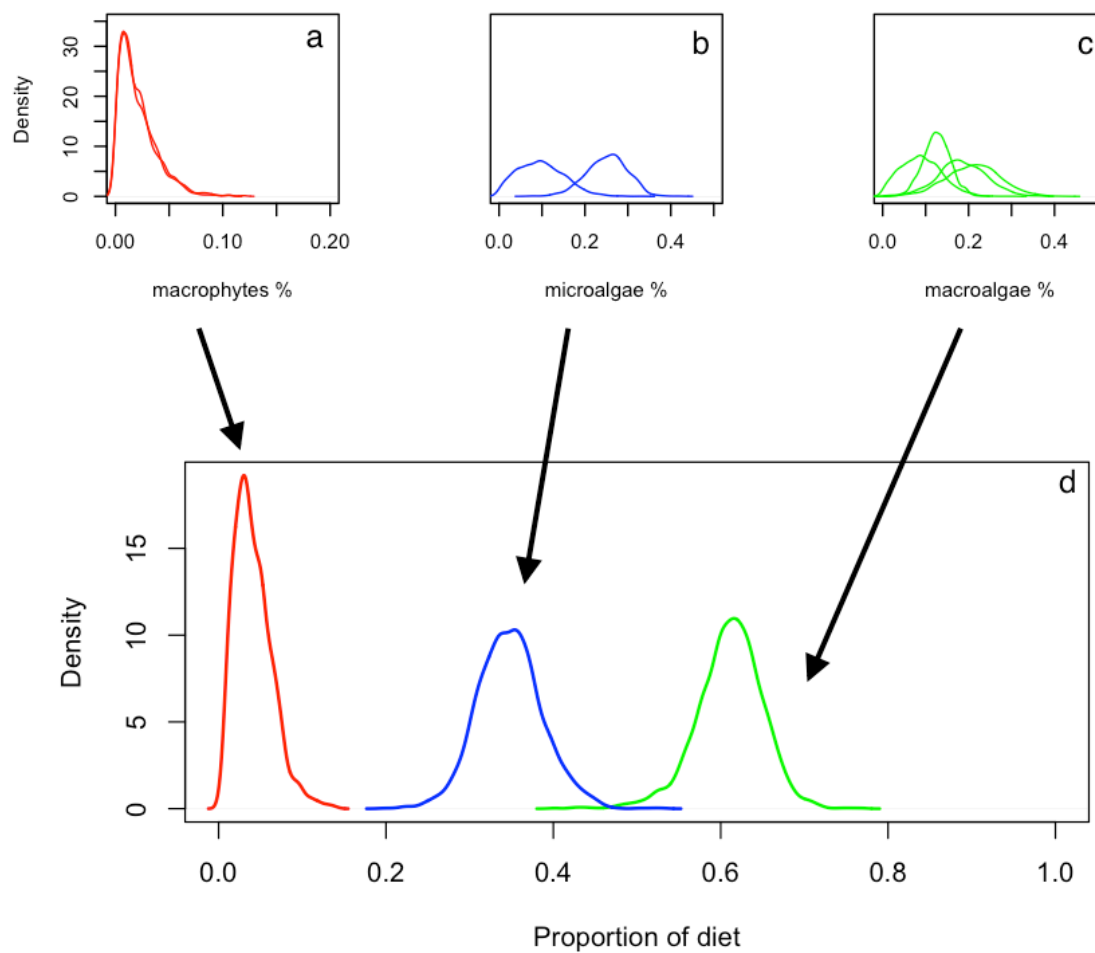 a
b
c
Density
0 10 20 30
0.00 0.10 0.20
0.0 0.2 0.4
0.0 0.2 0.4
macrophytes %
microalgae %
macroalgae %
d
Density
0 5 10 15
0.0 0.2 0.4 0.6 0.8 1.0
Proportion of diet